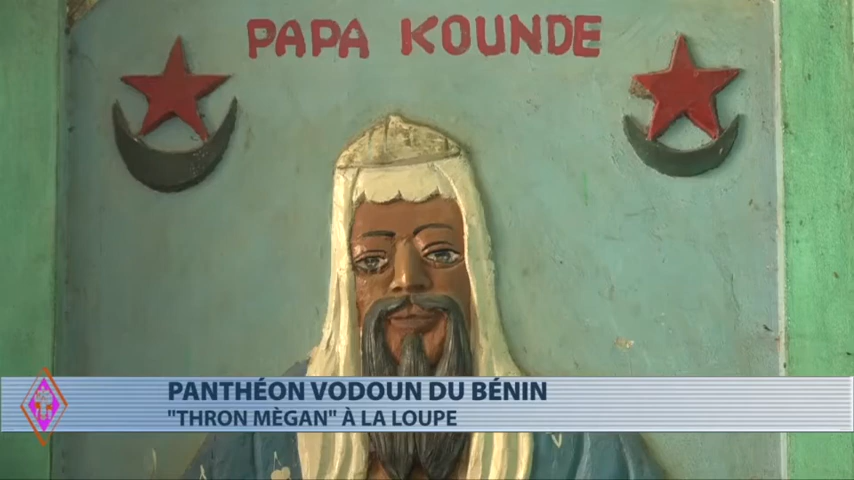 PAPA KOUNDE
PANTHÉON VODOUN DU BÉNIN
"THRON MÈGAN" À LA LOUPE